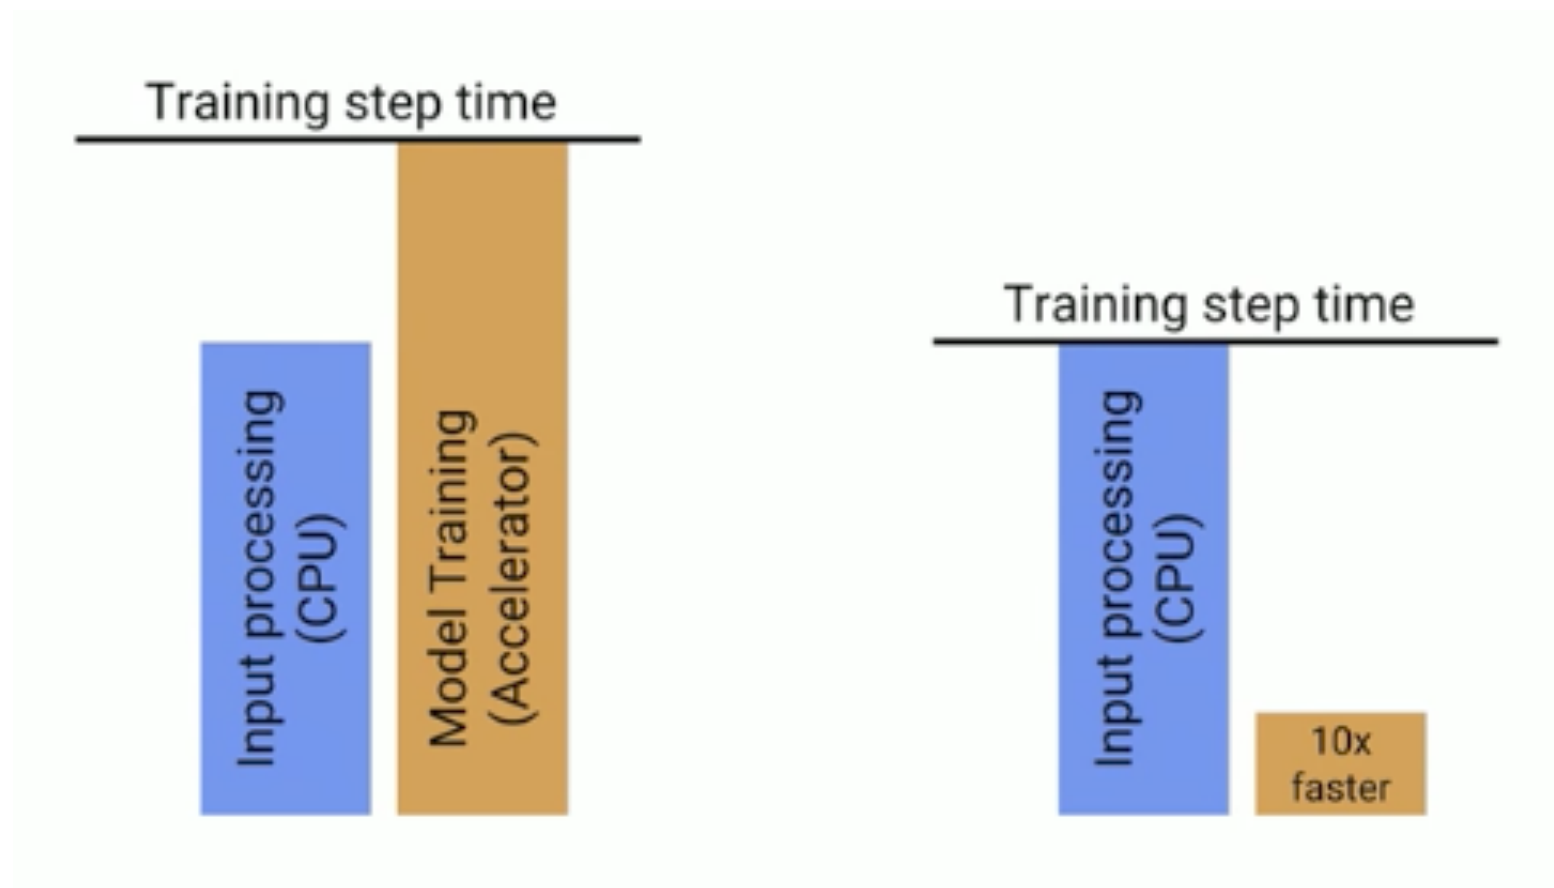 Training step time
Input processing
(CPU)
Model Training
(Accelerator)
Training step time
Input processing
(CPU)
10x
faster